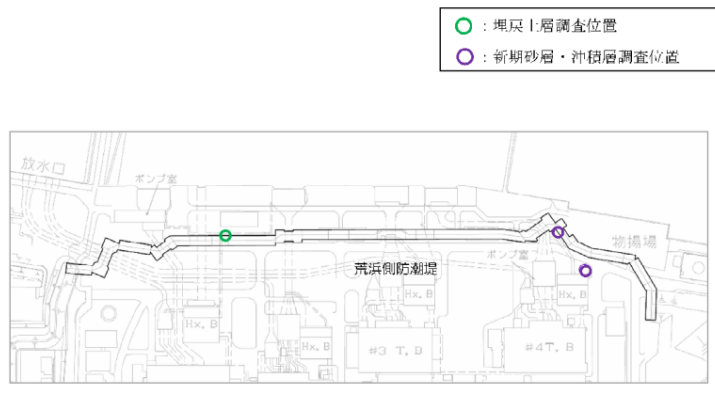 ：埋戻土層調査位置
：新期砂層・沖積層調査位置
放水口
ポンプ室
物揚場
ポンプ室
荒浜側防潮堤
Hx. B
Hx. B
Hx. B
#3 T. B
#4T. B